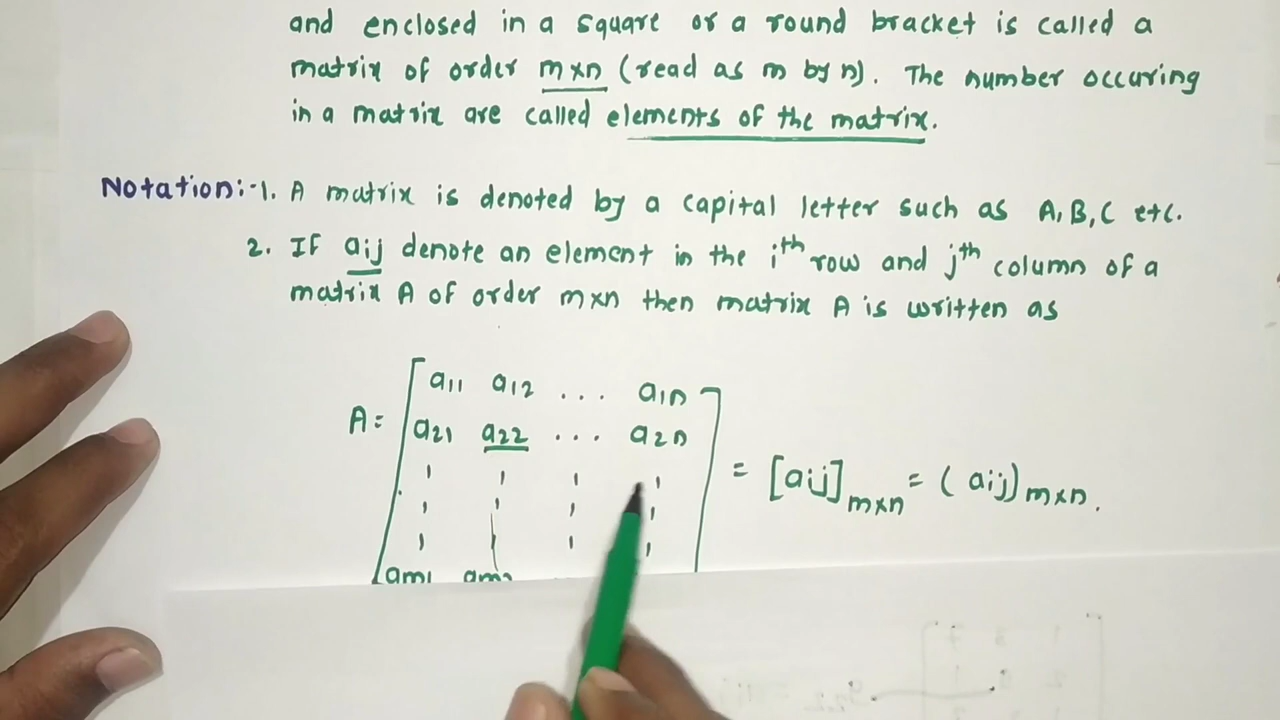 and enclosed in a square or a round bracket is called a
matrix of order m×n (read as m by n). The number occuring
in a matrix are called elements of the matrix.
Notation:-1. A matrix is denoted by a capital letter such as A, B, C etc.
2. If aij denote an element in the ith row and jth column of a
matrix A of order m×n then matrix A is written as
a11 a12 ... a1n
A= a21 a22 ... a2n = [aij]m×n = (aij)m×n.
am1 am2